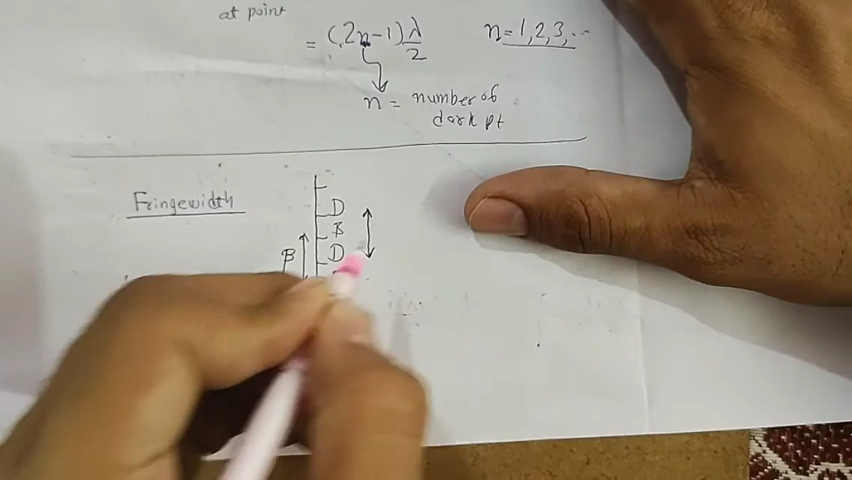 at point
= (2n-1) λ/2 n = 1,2,3,...
n = number of
dark pt
Fringewidth
D
B
β D